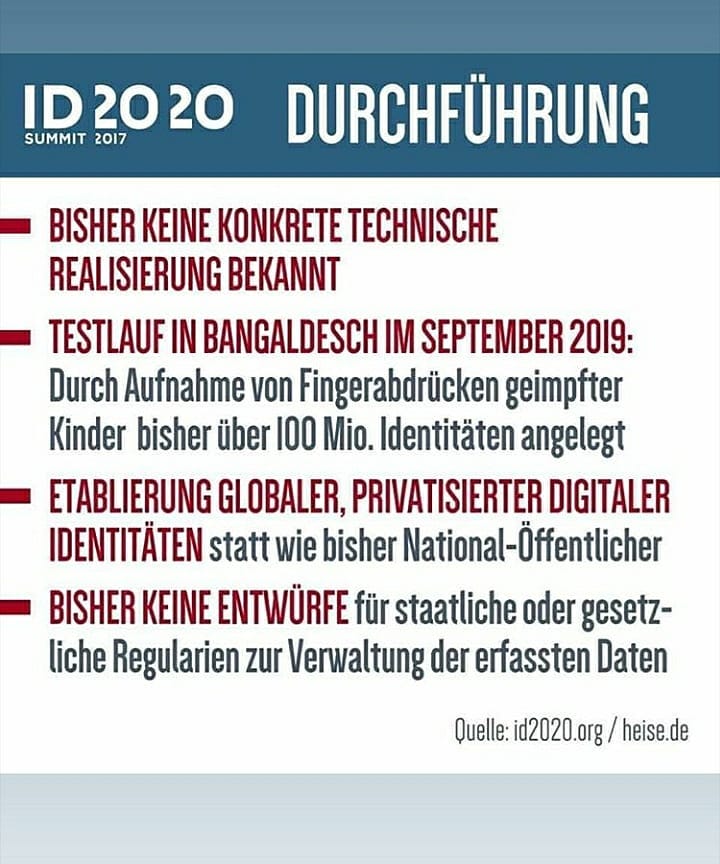 ID2020
SUMMIT 2017
DURCHFÜHRUNG
BISHER KEINE KONKRETE TECHNISCHE
REALISIERUNG BEKANNT
TESTLAUF IN BANGALDESCH IM SEPTEMBER 2019:
Durch Aufnahme von Fingerabdrücken geimpfter
Kinder bisher über 100 Mio. Identitäten angelegt
ETABLIERUNG GLOBALER, PRIVATISIERTER DIGITALER
IDENTITÄTEN statt wie bisher National-Öffentlicher
BISHER KEINE ENTWÜRFE für staatliche oder gesetz-
liche Regularien zur Verwaltung der erfassten Daten
Quelle: id2020.org / heise.de